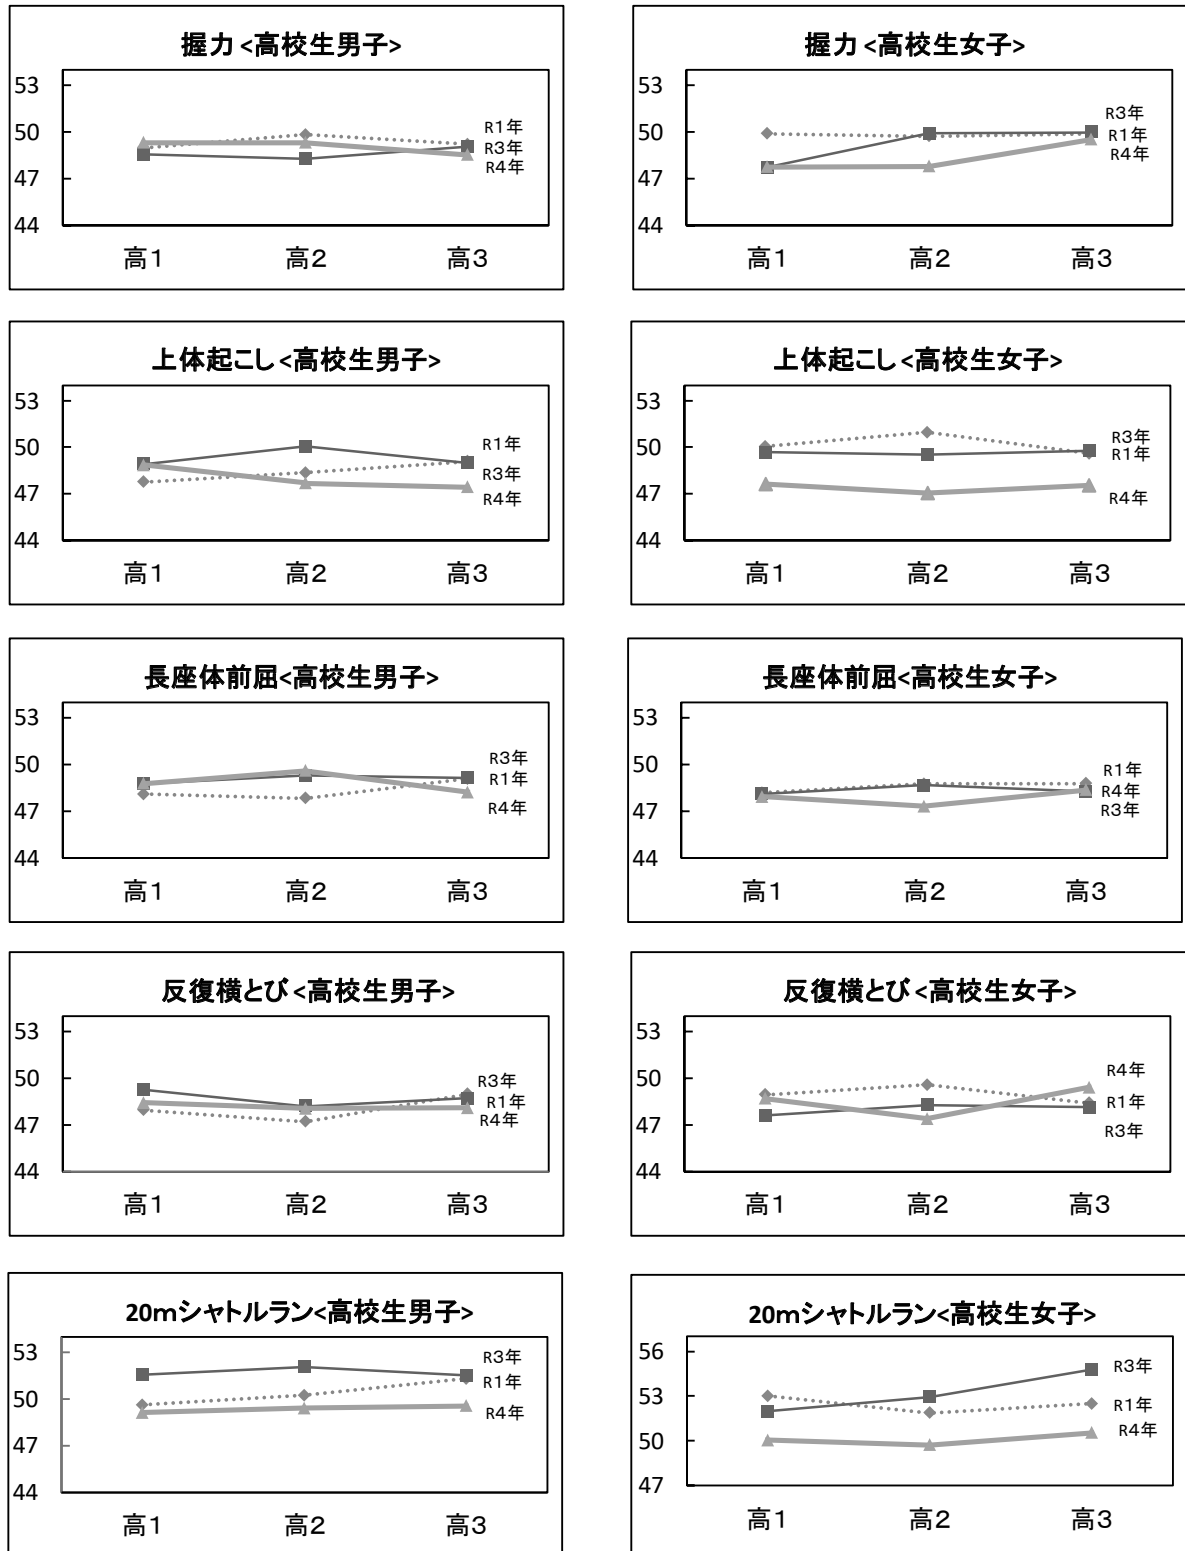 握力<高校生男子>
53
50
47
44
R1年
R3年
R4年
高1 高2 高3
握力<高校生女子>
53
50
47
44
R3年
R1年
R4年
高1 高2 高3
上体起こし<高校生男子>
53
50
47
44
R1年
R3年
R4年
高1 高2 高3
上体起こし<高校生女子>
53
50
47
44
R3年
R1年
R4年
高1 高2 高3
長座体前屈<高校生男子>
53
50
47
44
R3年
R1年
R4年
高1 高2 高3
長座体前屈<高校生女子>
53
50
47
44
R1年
R4年
R3年
高1 高2 高3
反復横とび<高校生男子>
53
50
47
44
R3年
R1年
R4年
高1 高2 高3
反復横とび<高校生女子>
53
50
47
44
R4年
R1年
R3年
高1 高2 高3
20mシャトルラン<高校生男子>
53
50
47
44
R3年
R1年
R4年
高1 高2 高3
20mシャトルラン<高校生女子>
56
53
50
47
R3年
R1年
R4年
高1 高2 高3